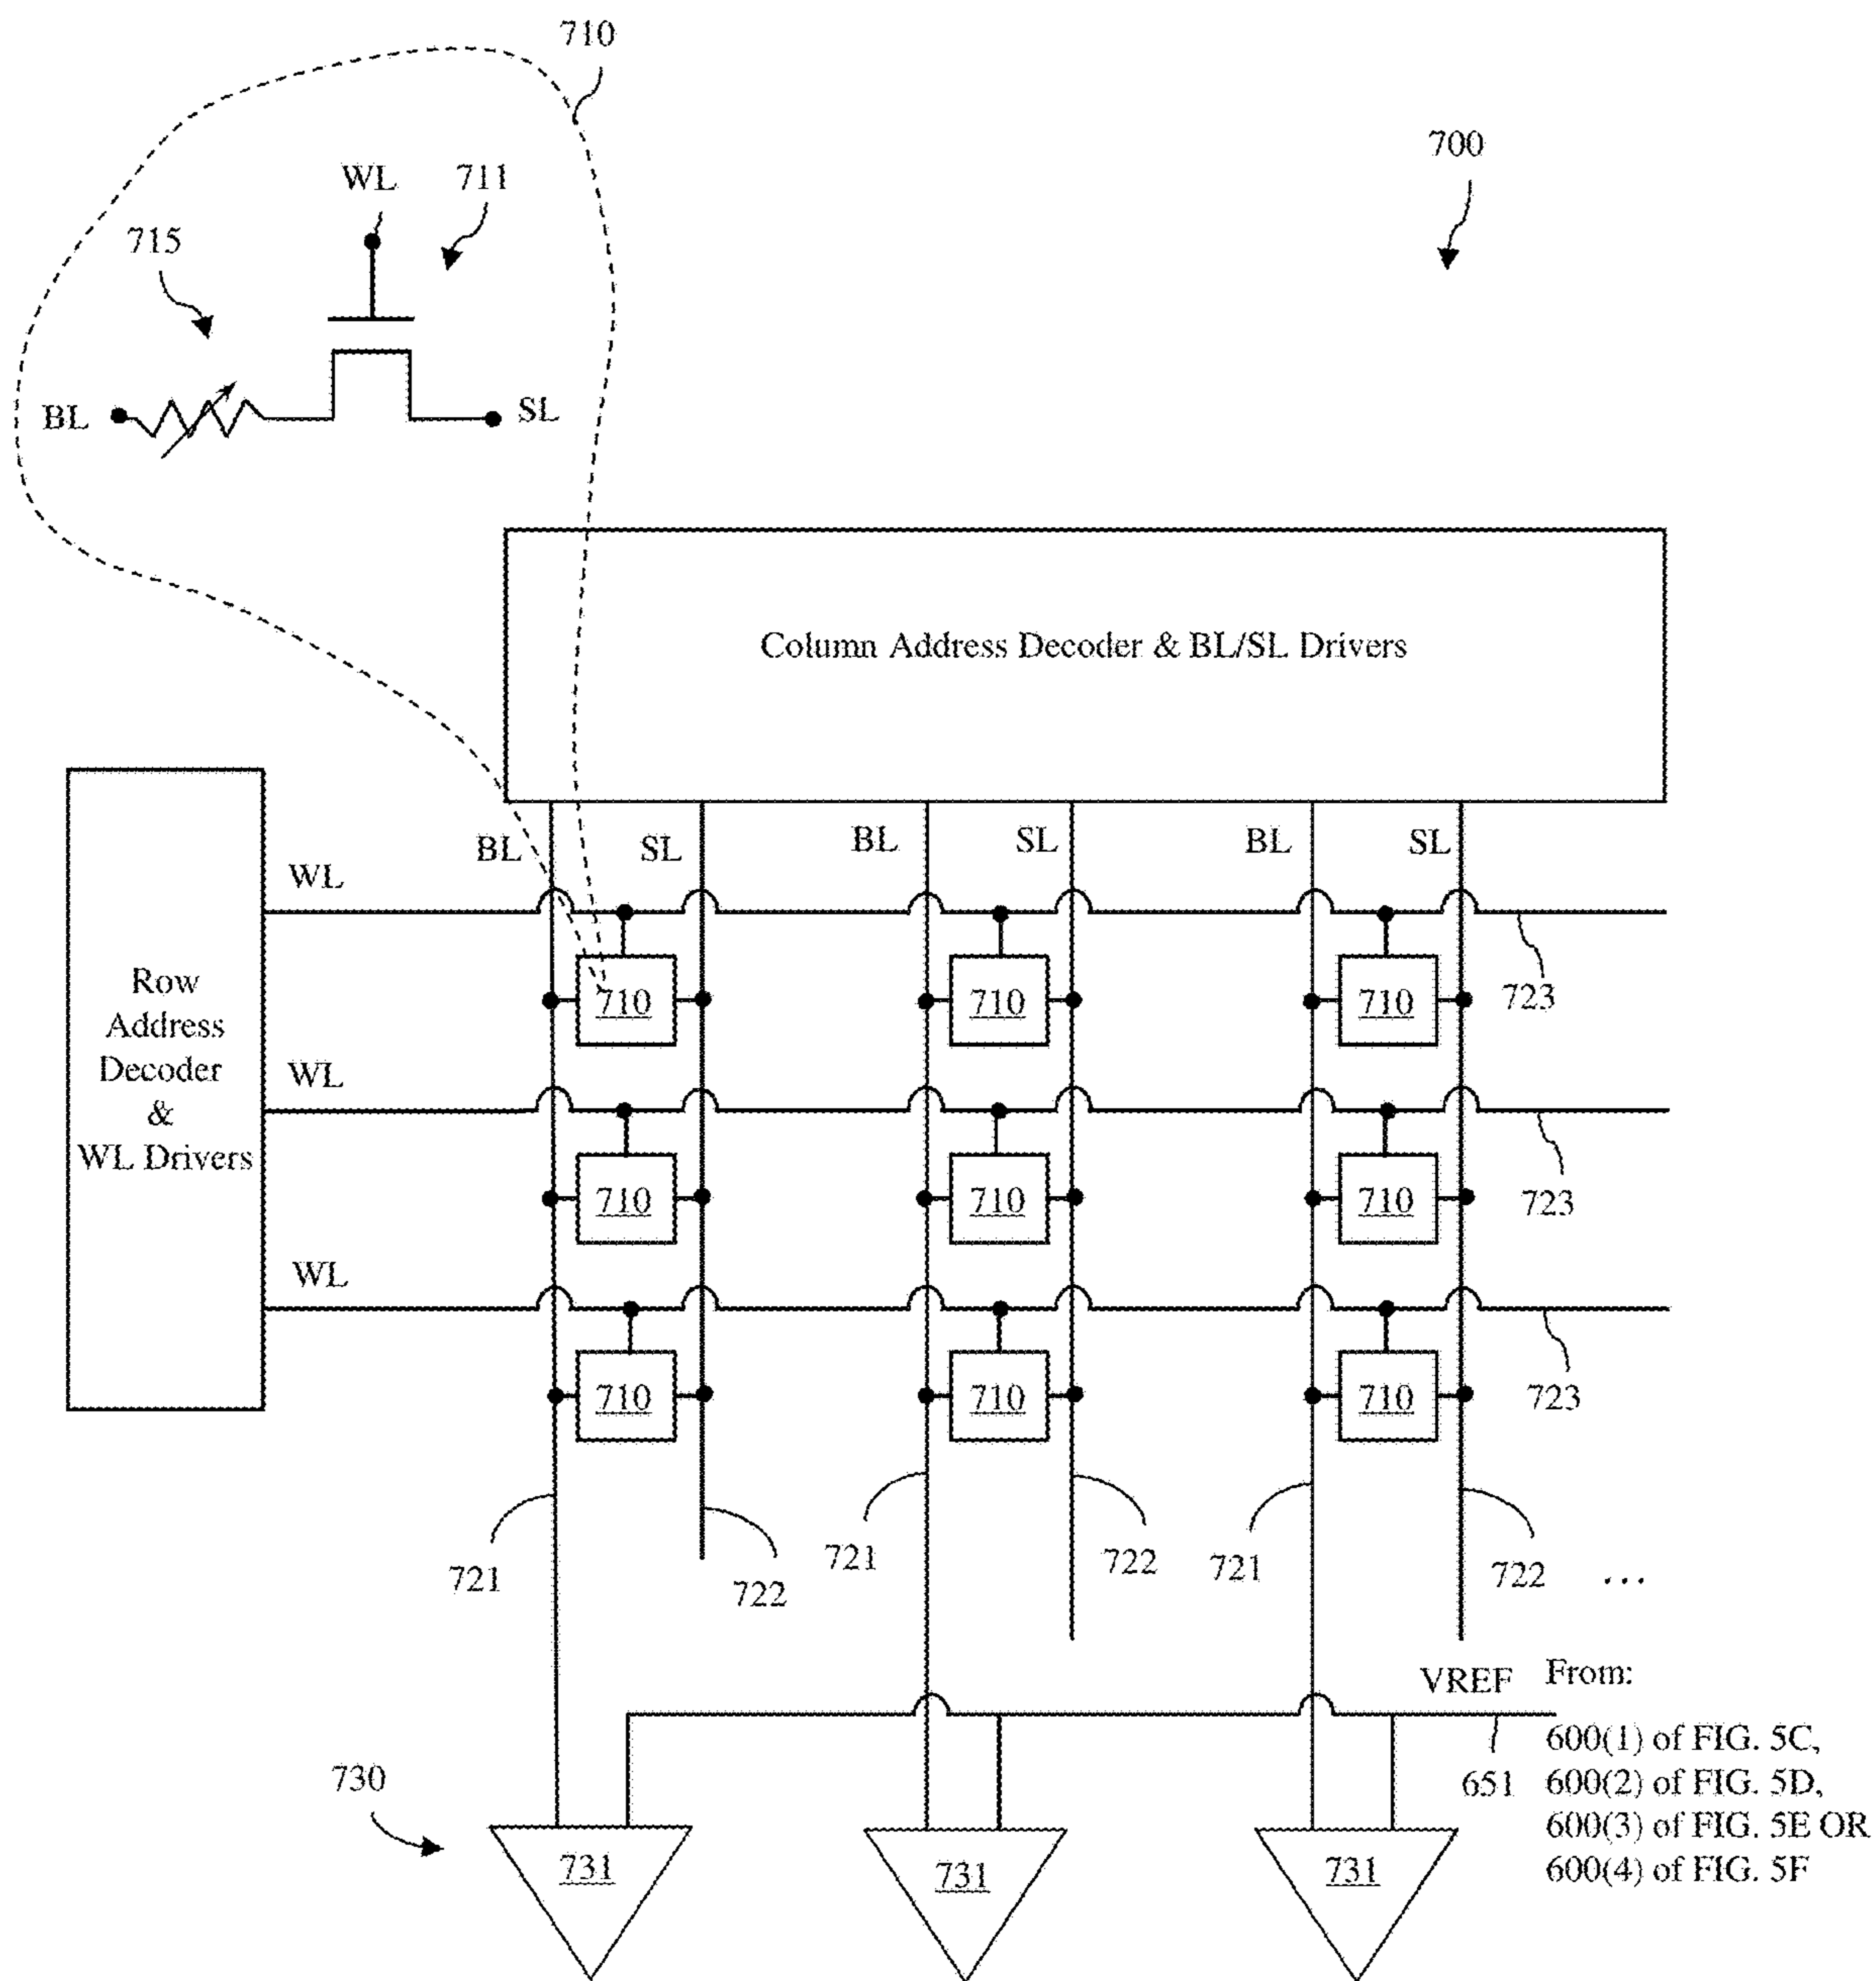 710
700
WL
711
715
BL
SL
Column Address Decoder & BL/SL Drivers
BL
SL
BL
SL
BL
SL
WL
Row
Address
Decoder
&
WL Drivers
710
710
710
723
WL
710
710
710
723
WL
710
710
710
723
721
722
721
722
721
722
...
VREF
From:
651
600(1) of FIG. 5C,
600(2) of FIG. 5D,
600(3) of FIG. 5E OR
600(4) of FIG. 5F
730
731
731
731